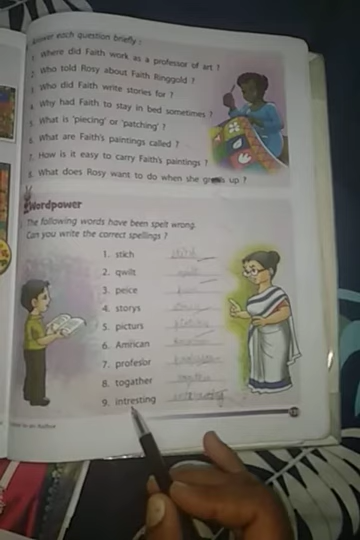 Answer each question briefly :
1. Where did Faith work as a professor of art ?
2. Who told Rosy about Faith Ringgold ?
3. Who did Faith write stories for ?
4. Why had Faith to stay in bed sometimes ?
5. What is 'piecing' or 'patching' ?
6. What are Faith's paintings called ?
7. How is it easy to carry Faith's paintings ?
8. What does Rosy want to do when she grows up ?
Wordpower
The following words have been spelt wrong.
Can you write the correct spellings ?
1. stich
2. qwilt
3. peice
4. storys
5. picturs
6. Amrican
7. profesor
8. togather
9. intresting